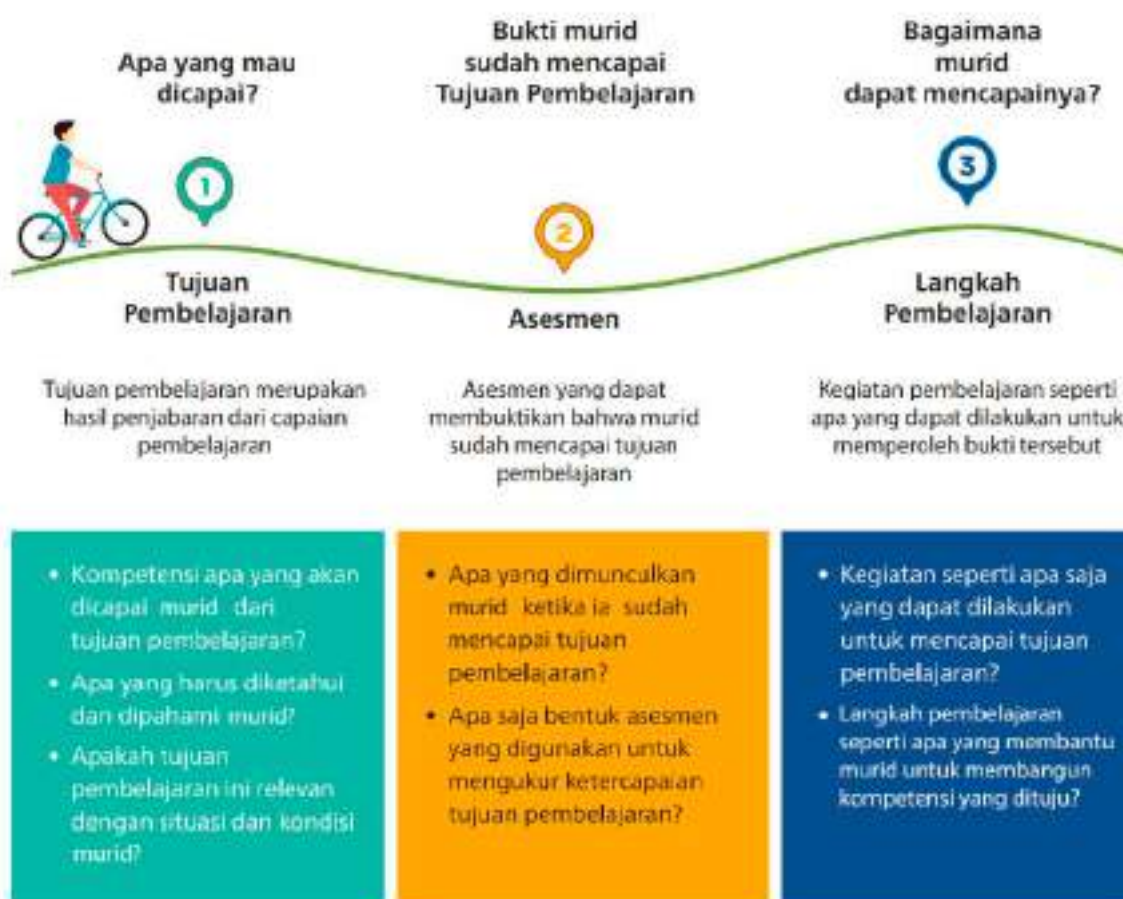 Apa yang mau
dicapai?
Bukti murid
sudah mencapai
Tujuan Pembelajaran
Bagaimana
murid
dapat mencapainya?
1
2
3
Tujuan
Pembelajaran
Asesmen
Langkah
Pembelajaran
Tujuan pembelajaran merupakan
hasil penjabaran dari capaian
pembelajaran
Asesmen yang dapat
membuktikan bahwa murid
sudah mencapai tujuan
pembelajaran
Kegiatan pembelajaran seperti
apa yang dapat dilakukan untuk
memperoleh bukti tersebut
• Kompetensi apa yang akan
dicapai murid dari
tujuan pembelajaran?
• Apa yang harus diketahui
dan dipahami murid?
• Apakah tujuan
pembelajaran ini relevan
dengan situasi dan kondisi
murid?
• Apa yang dimunculkan
murid ketika ia sudah
mencapai tujuan
pembelajaran?
• Apa saja bentuk asesmen
yang digunakan untuk
mengukur ketercapaian
tujuan pembelajaran?
• Kegiatan seperti apa saja
yang dapat dilakukan
untuk mencapai tujuan
pembelajaran?
• Langkah pembelajaran
seperti apa yang membantu
murid untuk membangun
kompetensi yang dituju?